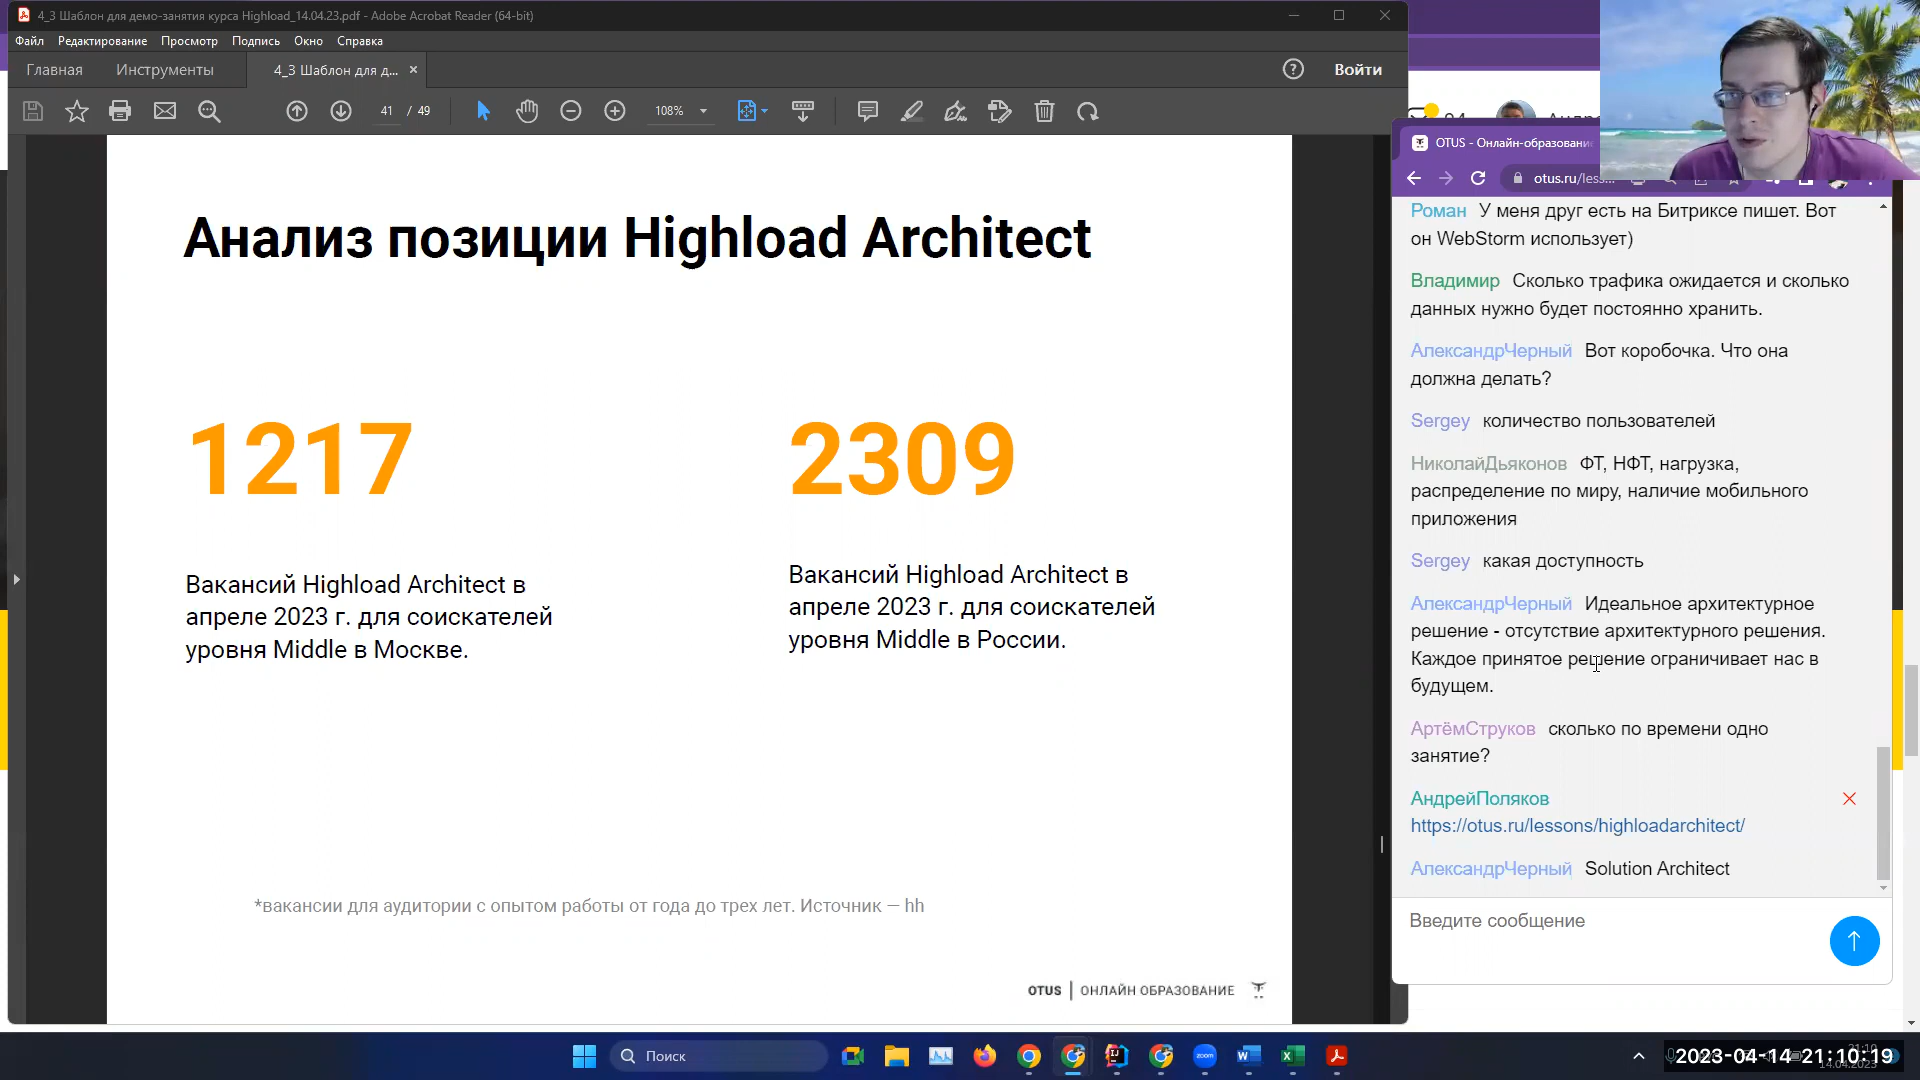 4_3 Шаблон для демо-занятия курса Highload_14.04.23.pdf - Adobe Acrobat Reader (64-bit)
Файл Редактирование Просмотр Подпись Окно Справка
Главная Инструменты 4_3 Шаблон для д... × Войти
41 / 49 108%
Анализ позиции Highload Architect
1217
Вакансий Highload Architect в
апреле 2023 г. для соискателей
уровня Middle в Москве.
2309
Вакансий Highload Architect в
апреле 2023 г. для соискателей
уровня Middle в России.
*вакансии для аудитории с опытом работы от года до трех лет. Источник — hh
OTUS | ОНЛАЙН ОБРАЗОВАНИЕ
OTUS - Онлайн-образование
otus.ru/less...
Роман У меня друг есть на Битриксе пишет. Вот
он WebStorm использует)
Владимир Сколько трафика ожидается и сколько
данных нужно будет постоянно хранить.
АлександрЧерный Вот коробочка. Что она
должна делать?
Sergey количество пользователей
НиколайДьяконов ФТ, НФТ, нагрузка,
распределение по миру, наличие мобильного
приложения
Sergey какая доступность
АлександрЧерный Идеальное архитектурное
решение - отсутствие архитектурного решения.
Каждое принятое решение ограничивает нас в
будущем.
АртёмСтруков сколько по времени одно
занятие?
АндрейПоляков
https://otus.ru/lessons/highloadarchitect/
АлександрЧерный Solution Architect
Введите сообщение
Поиск
2023-04-14 21:10:19